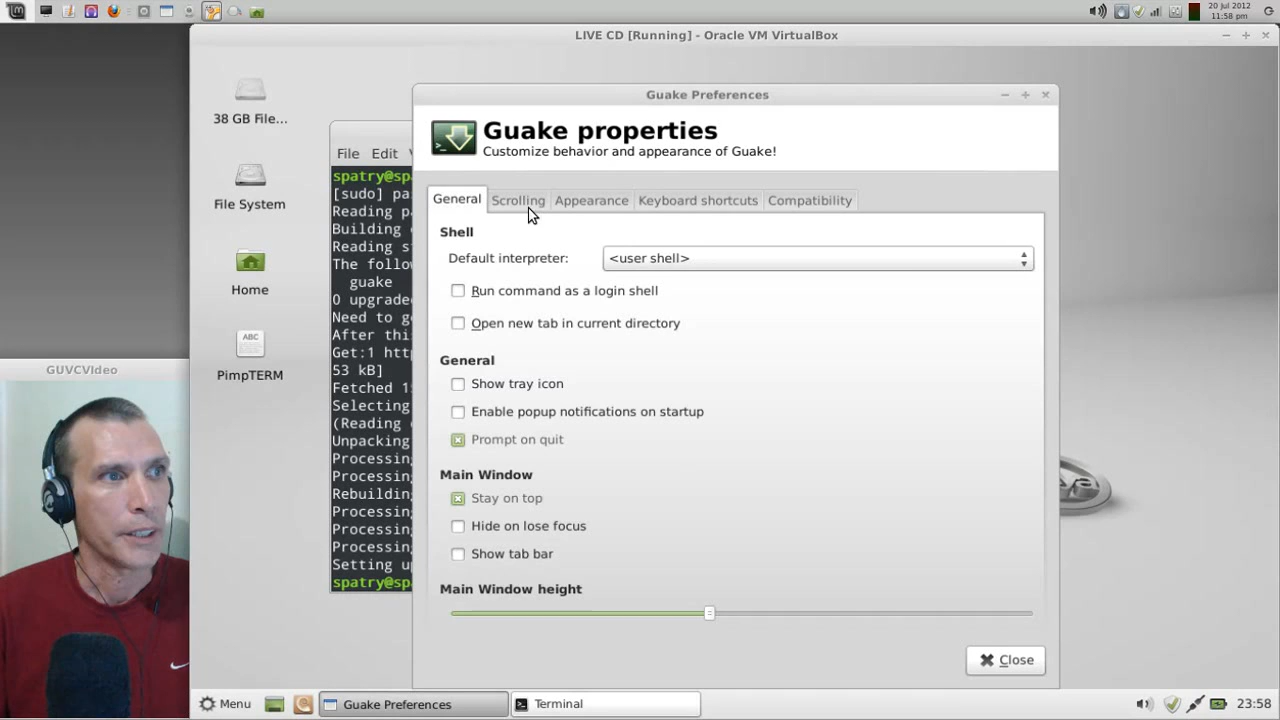 20 Jul 2012
11:58 pm
LIVE CD [Running] - Oracle VM VirtualBox
38 GB File...
File System
Home
ABC
PimpTERM
GUVCVIdeo
File Edit
spatry@sp
[sudo] pa
Reading p
Building
Reading s
The follo
guake
0 upgrade
Need to g
After thi
Get:1 htt
53 kB]
Fetched 1
Selecting
(Reading
Unpacking
Processin
Processin
Rebuildin
Processin
Processin
Processin
Setting u
spatry@sp
Guake Preferences
Guake properties
Customize behavior and appearance of Guake!
General Scrolling Appearance Keyboard shortcuts Compatibility
Shell
Default interpreter: <user shell>
Run command as a login shell
Open new tab in current directory
General
Show tray icon
Enable popup notifications on startup
Prompt on quit
Main Window
Stay on top
Hide on lose focus
Show tab bar
Main Window height
Close
Menu Guake Preferences Terminal 23:58